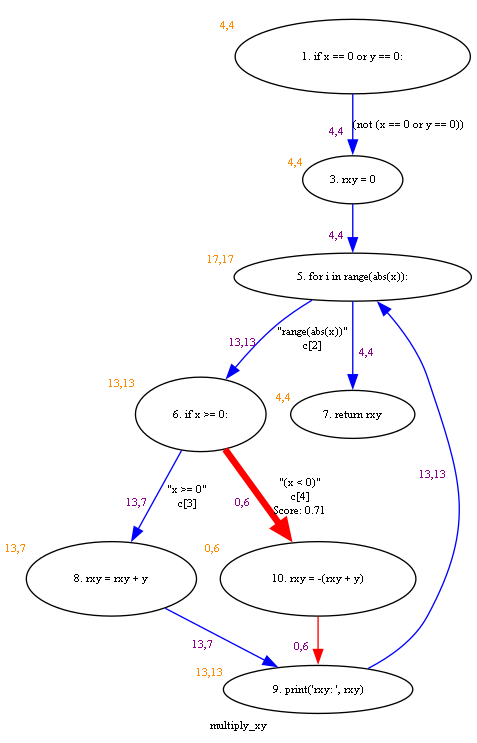 4,4
1. if x == 0 or y == 0:
(not (x == 0 or y == 0))
4,4
4,4
3. rxy = 0
4,4
17,17
5. for i in range(abs(x)):
"range(abs(x))"
c[2]
13,13
4,4
13,13
6. if x >= 0:
4,4
7. return rxy
13,13
"x >= 0"
c[3]
13,7
"(x < 0)"
c[4]
Score: 0.71
0,6
13,7
8. rxy = rxy + y
0,6
10. rxy = -(rxy + y)
13,7
0,6
13,13
9. print('rxy: ', rxy)
multiply_xy